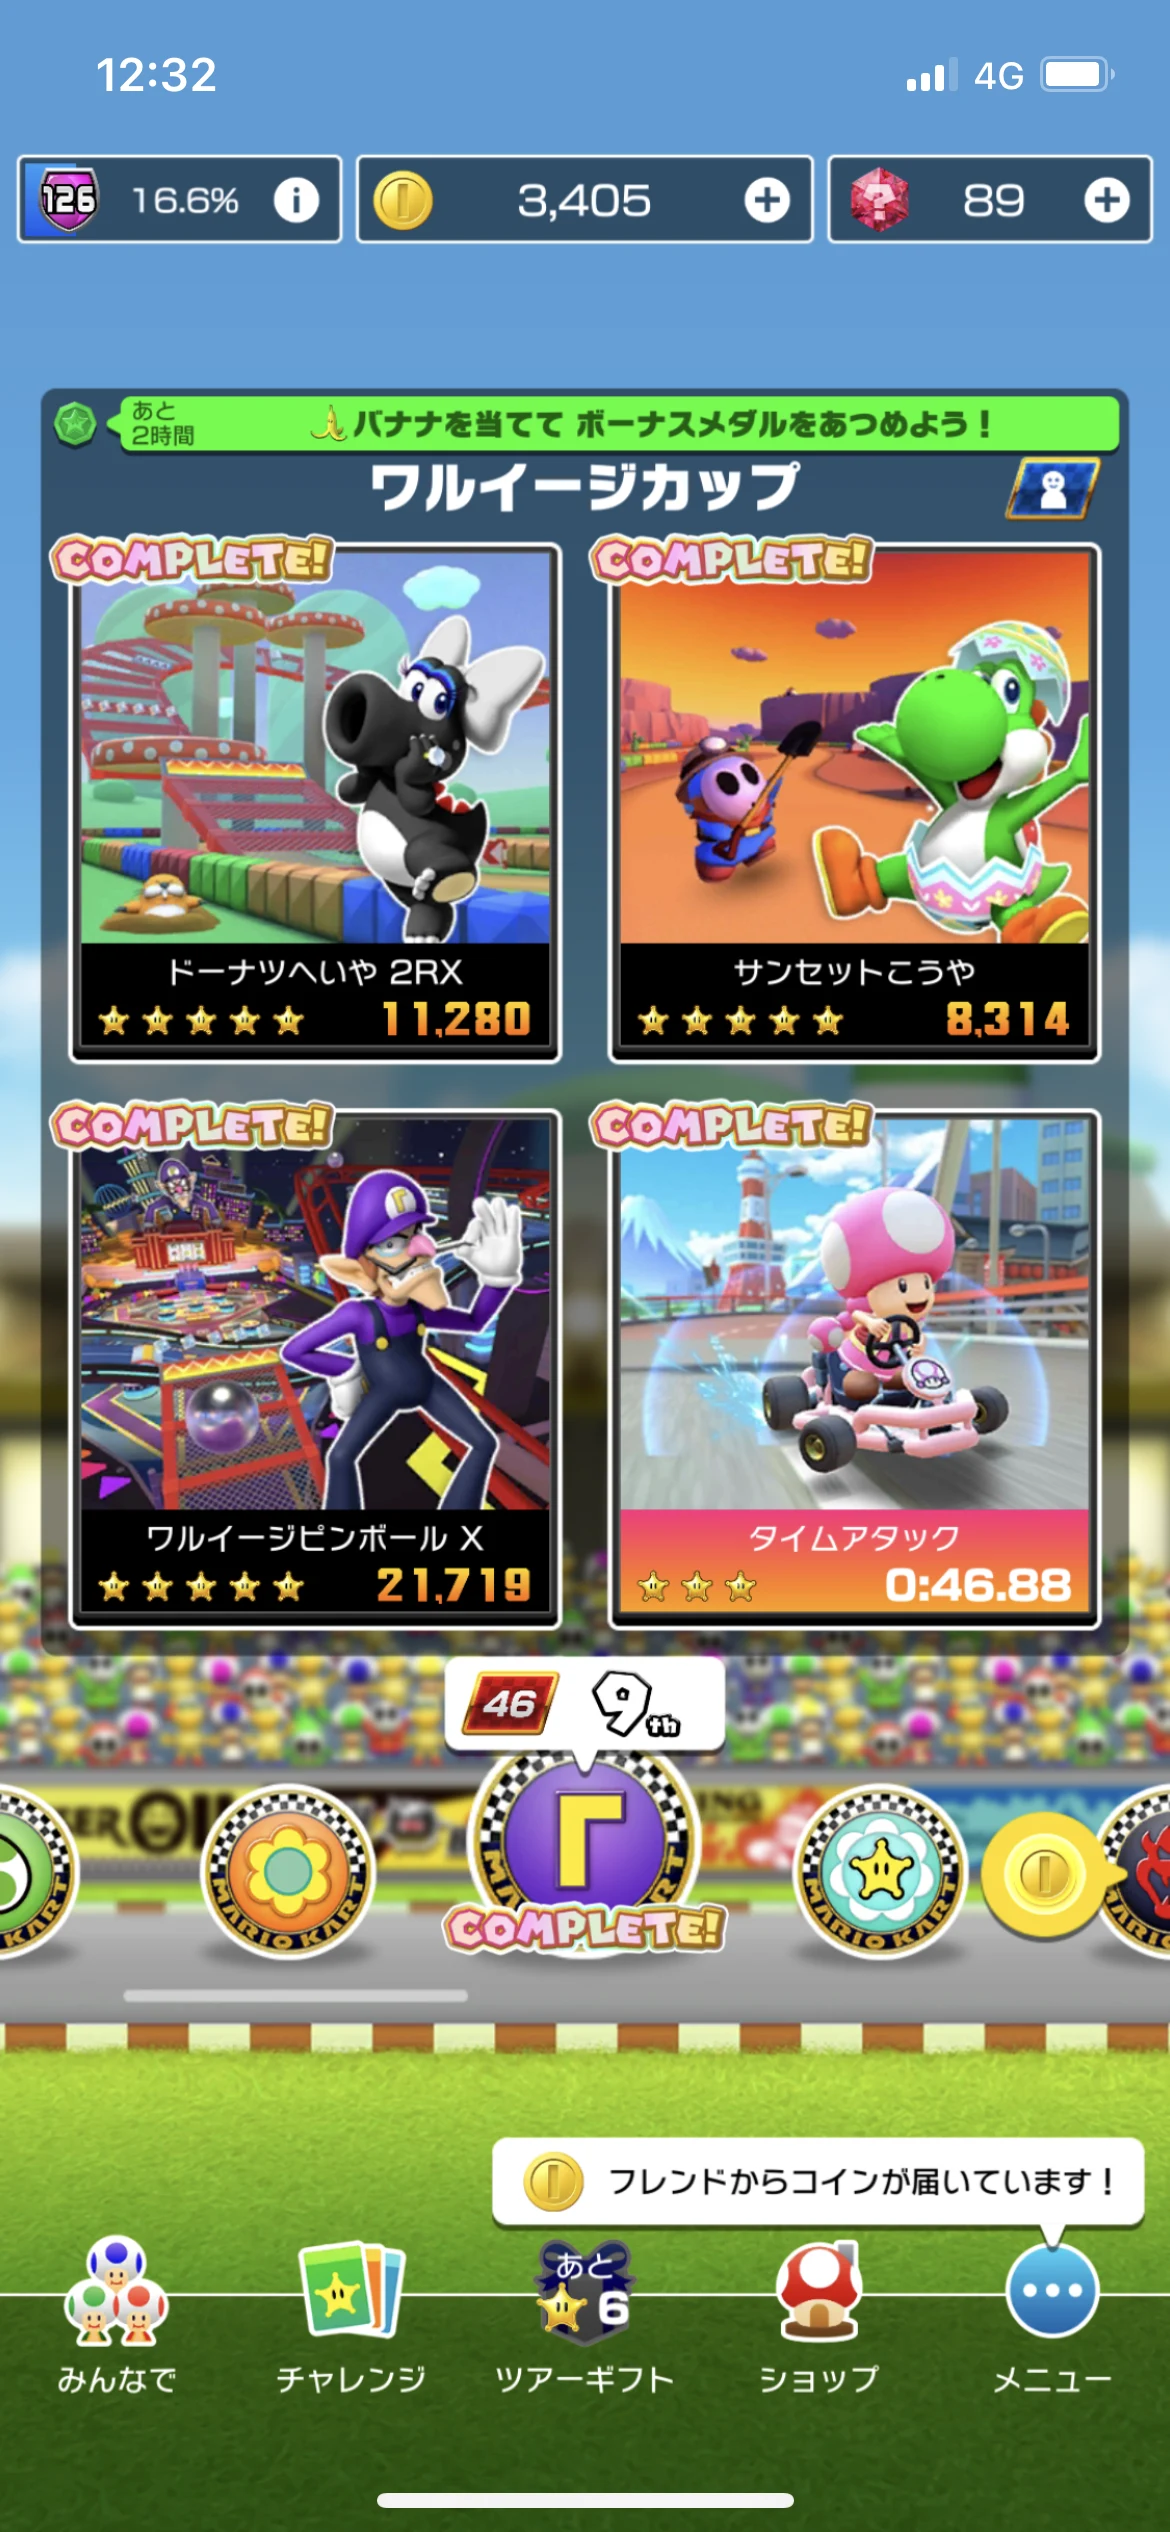 12:32
4G
126
16.6%
3,405
89
あと
2時間
バナナを当てて ボーナスメダルをあつめよう！
ワルイージカップ
COMPLETE!
COMPLETE!
ドーナツへいや 2RX
11,280
サンセットこうや
8,314
COMPLETE!
COMPLETE!
ワルイージピンボール X
21,719
タイムアタック
0:46.88
46
9th
MARIO KART
MARIO KART
COMPLETE!
フレンドからコインが届いています！
あと
6
みんなで
チャレンジ
ツアーギフト
ショップ
メニュー